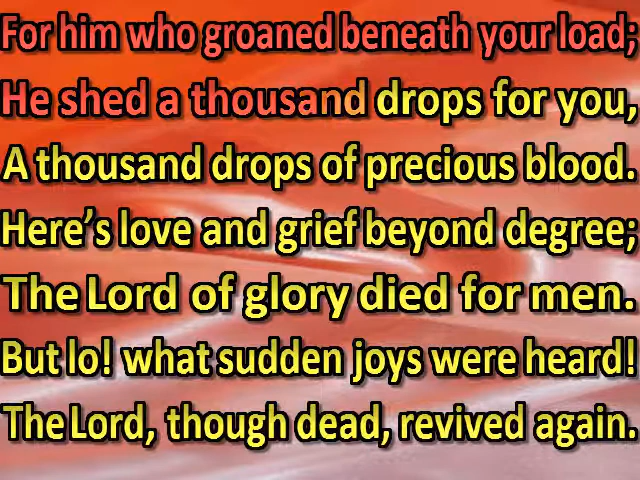 For him who groaned beneath your load;
He shed a thousand drops for you,
A thousand drops of precious blood.
Here's love and grief beyond degree;
The Lord of glory died for men.
But lo! what sudden joys were heard!
The Lord, though dead, revived again.